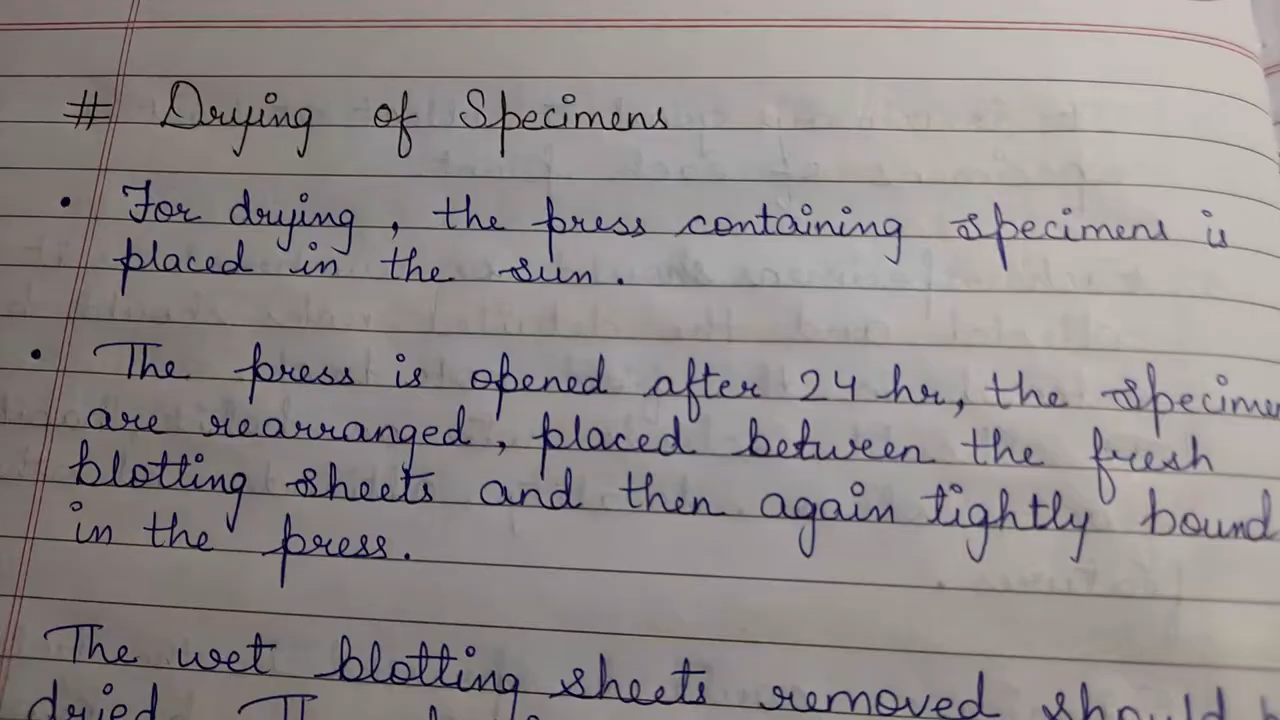 # Drying of Specimens
• For drying, the press containing specimens is
placed in the sun.
• The press is opened after 24 hr, the specime
are rearranged, placed between the fresh
blotting sheets and then again tightly bound
in the press.
The wet blotting sheets removed should
dried.